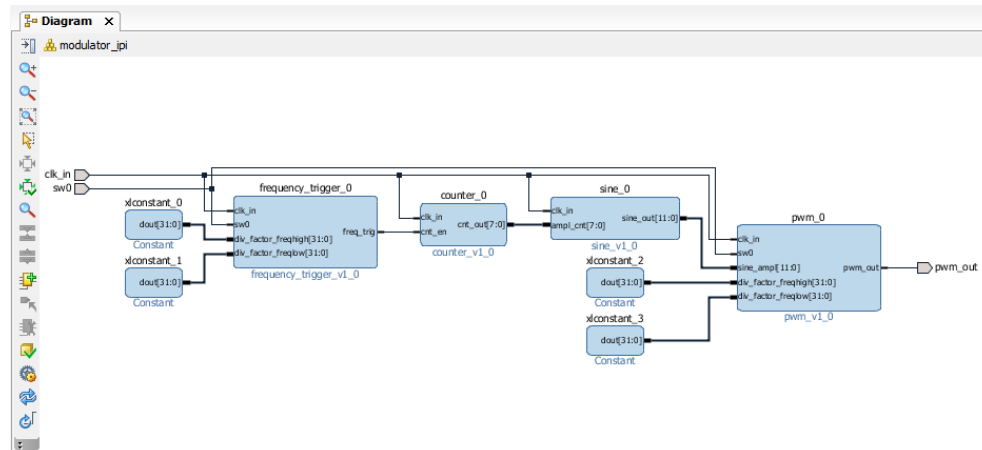 Diagram
modulator_ipi
clk_in
sw0
xlconstant_0
dout[31:0]
Constant
xlconstant_1
dout[31:0]
Constant
frequency_trigger_0
clk_in
sw0
div_factor_freqhigh[31:0]
div_factor_freqlow[31:0]
freq_trig
frequency_trigger_v1_0
counter_0
clk_in
cnt_en
cnt_out[7:0]
counter_v1_0
sine_0
clk_in
ampl_cnt[7:0]
sine_out[11:0]
sine_v1_0
xlconstant_2
dout[31:0]
Constant
xlconstant_3
dout[31:0]
Constant
pwm_0
clk_in
sw0
sine_ampl[11:0]
div_factor_freqhigh[31:0]
div_factor_freqlow[31:0]
pwm_out
pwm_v1_0
pwm_out